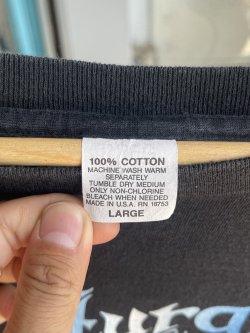 100% COTTON
MACHINE WASH WARM
SEPARATELY
TUMBLE DRY MEDIUM
ONLY NON-CHLORINE
BLEACH WHEN NEEDED
MADE IN U.S.A. RN 16753
LARGE